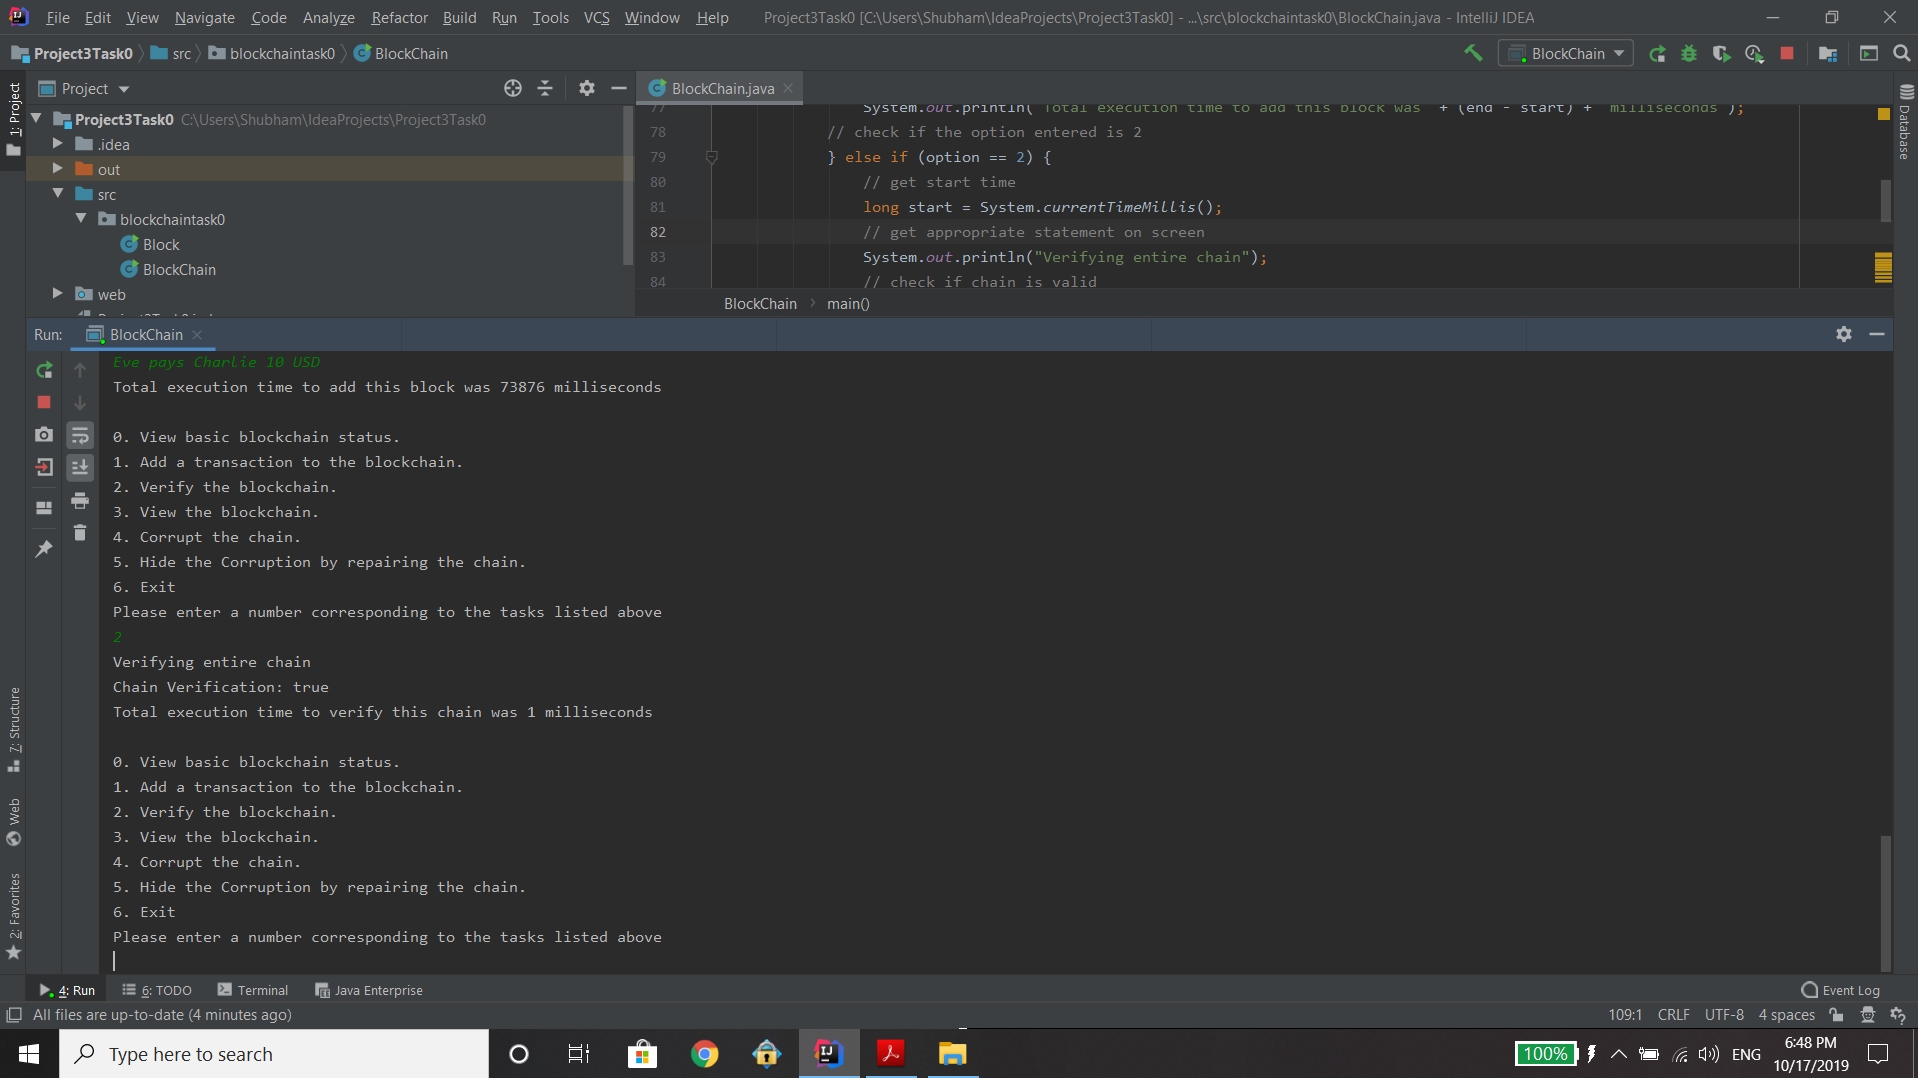 File Edit View Navigate Code Analyze Refactor Build Run Tools VCS Window Help Project3Task0 [C:\Users\Shubham\IdeaProjects\Project3Task0] - ...\src\blockchaintask0\BlockChain.java - IntelliJ IDEA
Project3Task0 src blockchaintask0 BlockChain
BlockChain
1: Project
Project
BlockChain.java
Database
Project3Task0 C:\Users\Shubham\IdeaProjects\Project3Task0
.idea
out
src
blockchaintask0
Block
BlockChain
web
77 System.out.println("Total execution time to add this block was " + (end - start) + " milliseconds");
78 // check if the option entered is 2
79 } else if (option == 2) {
80 // get start time
81 long start = System.currentTimeMillis();
82 // get appropriate statement on screen
83 System.out.println("Verifying entire chain");
84 // check if chain is valid
BlockChain main()
Run: BlockChain
Eve pays Charlie 10 USD
Total execution time to add this block was 73876 milliseconds
0. View basic blockchain status.
1. Add a transaction to the blockchain.
2. Verify the blockchain.
3. View the blockchain.
4. Corrupt the chain.
5. Hide the Corruption by repairing the chain.
6. Exit
Please enter a number corresponding to the tasks listed above
2
Verifying entire chain
Chain Verification: true
Total execution time to verify this chain was 1 milliseconds
0. View basic blockchain status.
1. Add a transaction to the blockchain.
2. Verify the blockchain.
3. View the blockchain.
4. Corrupt the chain.
5. Hide the Corruption by repairing the chain.
6. Exit
Please enter a number corresponding to the tasks listed above
7: Structure
Web
2: Favorites
4: Run 6: TODO Terminal Java Enterprise Event Log
All files are up-to-date (4 minutes ago) 109:1 CRLF UTF-8 4 spaces
Type here to search
100% ENG
6:48 PM
10/17/2019